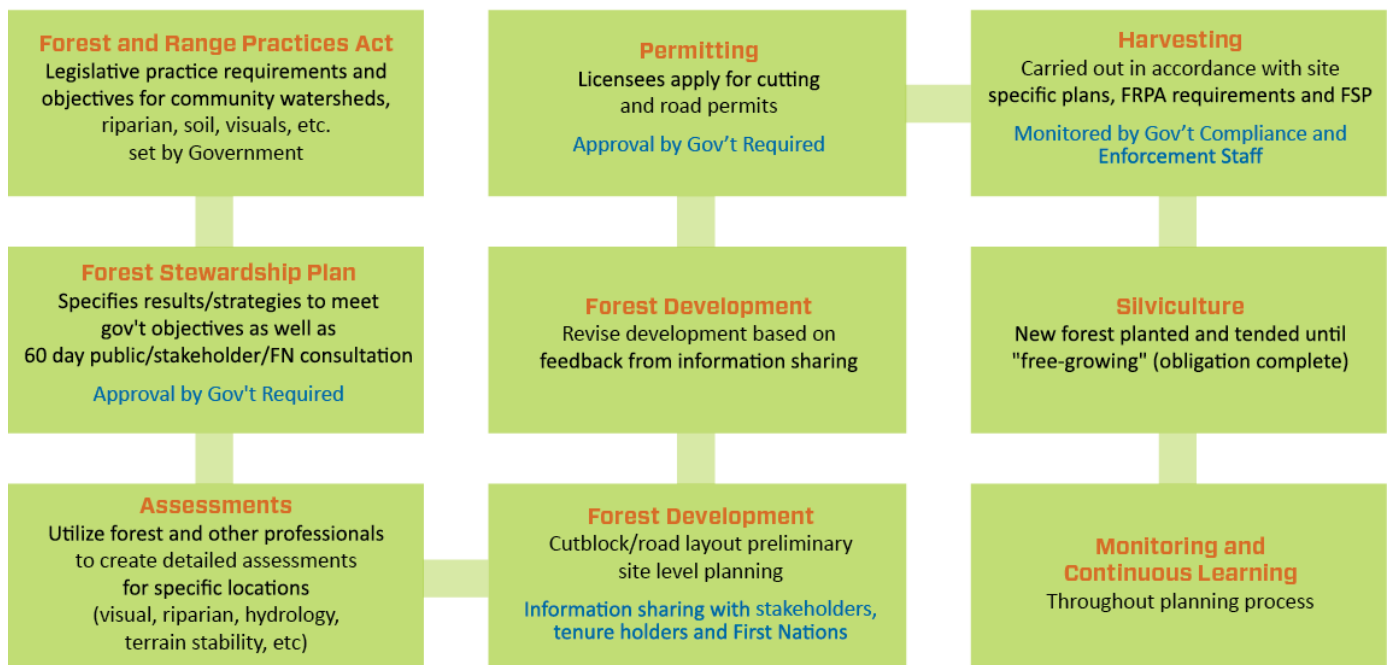 Forest and Range Practices Act
Legislative practice requirements and
objectives for community watersheds,
riparian, soil, visuals, etc.
set by Government
Forest Stewardship Plan
Specifies results/strategies to meet
gov't objectives as well as
60 day public/stakeholder/FN consultation
Approval by Gov't Required
Assessments
Utilize forest and other professionals
to create detailed assessments
for specific locations
(visual, riparian, hydrology,
terrain stability, etc)
Forest Development
Cutblock/road layout preliminary
site level planning
Information sharing with stakeholders,
tenure holders and First Nations
Forest Development
Revise development based on
feedback from information sharing
Permitting
Licensees apply for cutting
and road permits
Approval by Gov’t Required
Harvesting
Carried out in accordance with site
specific plans, FRPA requirements and FSP
Monitored by Gov’t Compliance and
Enforcement Staff
Silviculture
New forest planted and tended until
"free-growing" (obligation complete)
Monitoring and
Continuous Learning
Throughout planning process